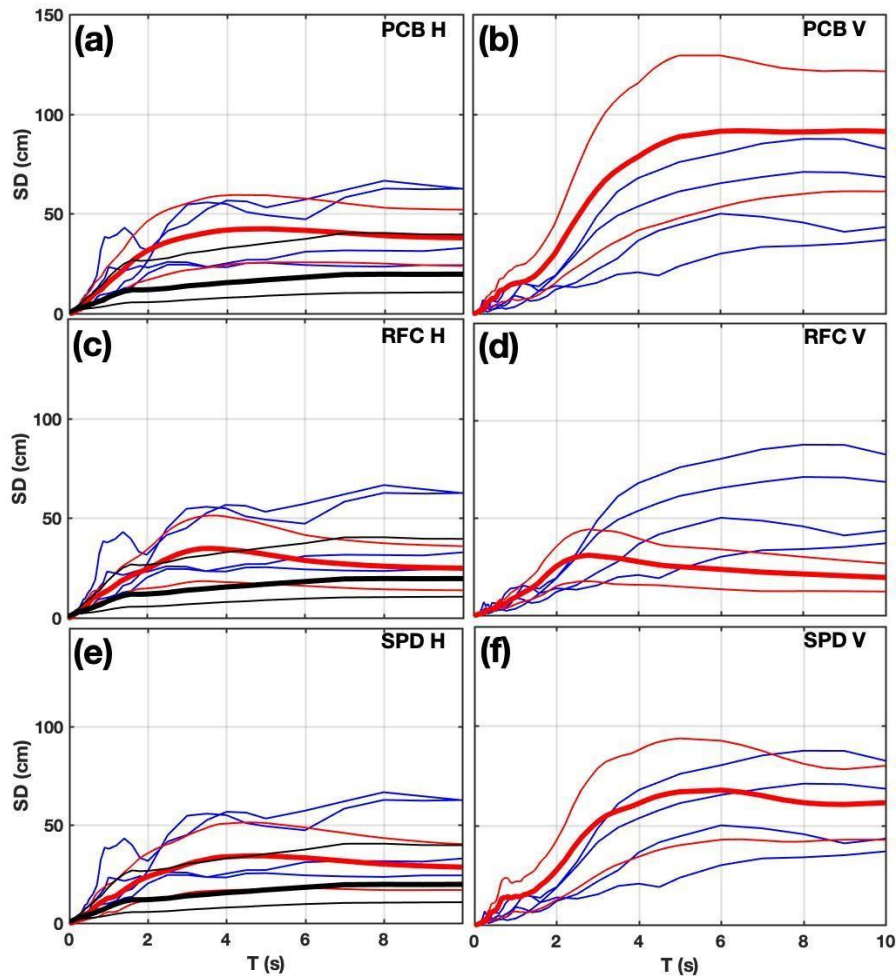 (a) PCB H
(b) PCB V
150
100
50
0
SD (cm)
(c) RFC H
(d) RFC V
100
50
0
SD (cm)
(e) SPD H
(f) SPD V
100
50
0
SD (cm)
0 2 4 6 8
0 2 4 6 8 10
T (s)
T (s)